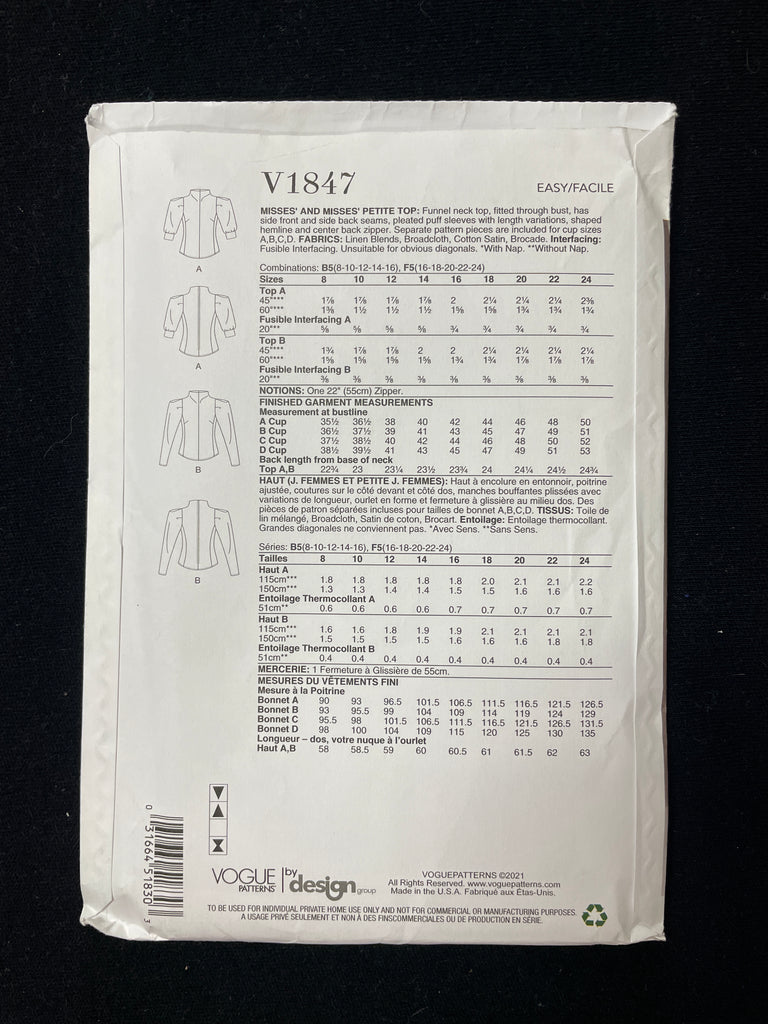 V1847
EASY/FACILE
MISSES' AND MISSES' PETITE TOP: Funnel neck top, fitted through bust, has
side front and side back seams, pleated puff sleeves with length variations, shaped
hemline and center back zipper. Separate pattern pieces are included for cup sizes
A,B,C,D. FABRICS: Linen Blends, Broadcloth, Cotton Satin, Brocade. Interfacing:
Fusible Interfacing. Unsuitable for obvious diagonals. *With Nap. **Without Nap.
Combinations: B5(8-10-12-14-16), F5(16-18-20-22-24)
Sizes 8 10 12 14 16 18 20 22 24
Top A
45"*** 1⅞ 1⅞ 1⅞ 1⅞ 2 2¼ 2¼ 2¼ 2⅜
60"*** 1⅜ 1½ 1½ 1½ 1⅝ 1⅝ 1¾ 1¾ 1¾
Fusible Interfacing A
20"** ⅝ ⅝ ⅝ ⅝ ¾ ¾ ¾ ¾ ¾
Top B
45"*** 1¾ 1⅞ 1⅞ 2 2 2¼ 2¼ 2¼ 2¼
60"*** 1⅝ 1⅝ 1⅝ 1⅝ 1¾ 1¾ 1⅞ 1⅞ 1⅞
Fusible Interfacing B
20"** ⅜ ⅜ ⅜ ⅜ ⅜ ⅜ ⅜ ⅜ ⅜
NOTIONS: One 22" (55cm) Zipper.
FINISHED GARMENT MEASUREMENTS
Measurement at bustline
A Cup 35½ 36½ 38 40 42 44 46 48 50
B Cup 36½ 37½ 39 41 43 45 47 49 51
C Cup 37½ 38½ 40 42 44 46 48 50 52
D Cup 38½ 39½ 41 43 45 47 49 51 53
Back length from base of neck
Top A,B 22¾ 23 23¼ 23½ 23¾ 24 24¼ 24½ 24¾
HAUT (J. FEMMES ET PETITE J. FEMMES): Haut à encolure en entonnoir, poitrine
ajustée, coutures sur le côté devant et côté dos, manches bouffantes plissées avec
variations de longueur, ourlet en forme et fermeture à glissière au milieu dos. Des
pièces de patron séparées incluses pour tailles de bonnet A,B,C,D. TISSUS: Toile de
lin mélangé, Broadcloth, Satin de coton, Brocart. Entoilage: Entoilage thermocollant.
Grandes diagonales ne conviennent pas. *Avec Sens. **Sans Sens.
Séries: B5(8-10-12-14-16), F5(16-18-20-22-24)
Tailles 8 10 12 14 16 18 20 22 24
Haut A
115cm*** 1.8 1.8 1.8 1.8 1.8 2.0 2.1 2.1 2.2
150cm*** 1.3 1.3 1.4 1.4 1.5 1.5 1.6 1.6 1.6
Entoilage Thermocollant A
51cm** 0.6 0.6 0.6 0.6 0.7 0.7 0.7 0.7 0.7
Haut B
115cm*** 1.6 1.6 1.8 1.9 1.9 2.1 2.1 2.1 2.1
150cm*** 1.5 1.5 1.5 1.5 1.6 1.6 1.6 1.8 1.8
Entoilage Thermocollant B
51cm** 0.4 0.4 0.4 0.4 0.4 0.4 0.4 0.4 0.4
MERCERIE: 1 Fermeture à Glissière de 55cm.
MESURES DU VÊTEMENTS FINI
Mesure à la Poitrine
Bonnet A 90 93 96.5 101.5 106.5 111.5 116.5 121.5 126.5
Bonnet B 93 95.5 99 104 109 114 119 124 129
Bonnet C 95.5 98 101.5 106.5 111.5 116.5 121.5 126.5 131.5
Bonnet D 98 100 104 109 115 120 125 130 135
Longueur – dos, votre nuque à l'ourlet
Haut A,B 58 58.5 59 60 60.5 61 61.5 62 63
A
A
B
B
0 31664 51830 3
VOGUE PATTERNS by design group
VOGUEPATTERNS ©2021
All Rights Reserved. www.voguepatterns.com
Made in the U.S.A. Fabriqué aux États-Unis.
TO BE USED FOR INDIVIDUAL PRIVATE HOME USE ONLY AND NOT FOR COMMERCIAL OR MANUFACTURING PURPOSES.
A USAGE PRIVÉ SEULEMENT ET NON À DES FINSCOMMERCIALES OU DE PRODUCTION EN SÉRIE.